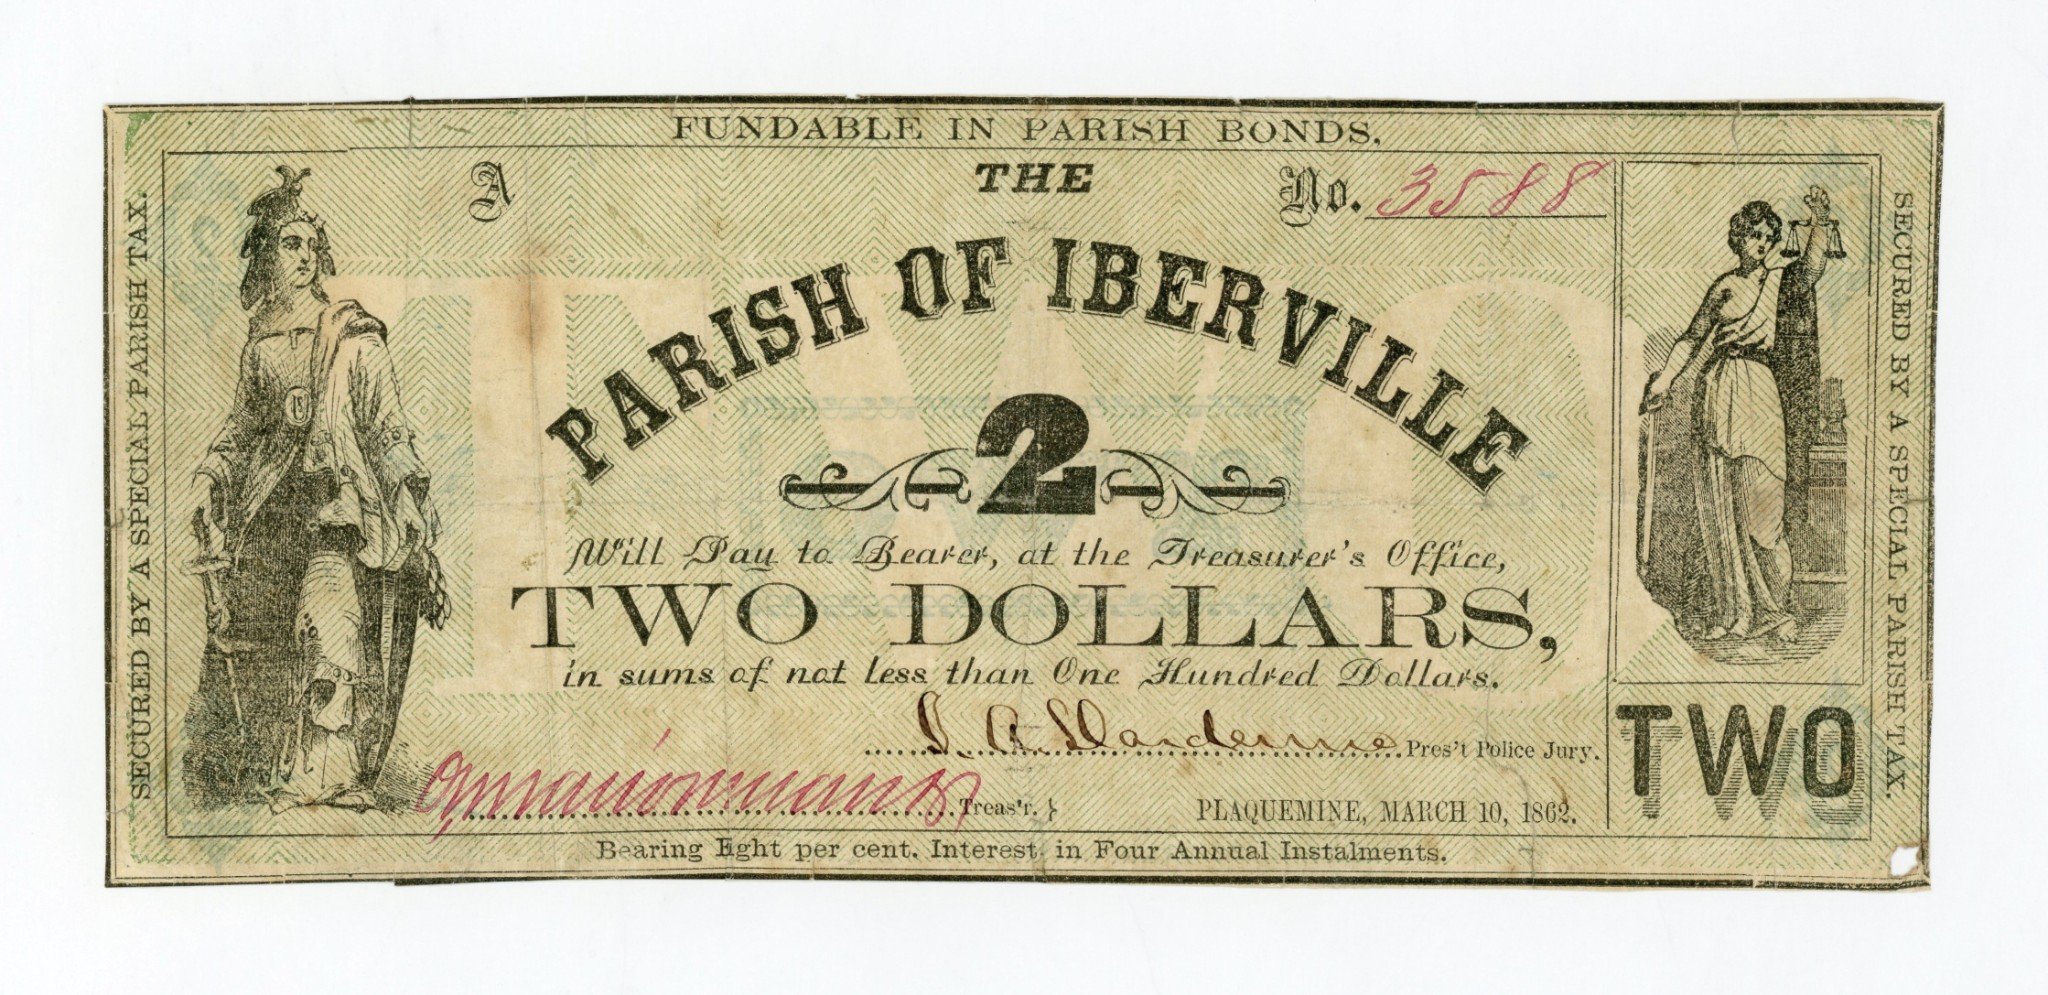 FUNDABLE IN PARISH BONDS.
SECURED BY A SPECIAL PARISH TAX.
A
THE
No. 3588
PARISH OF IBERVILLE
2
Will Pay to Bearer, at the Treasurer's Office,
TWO DOLLARS,
in sums of not less than One Hundred Dollars.
Pres't Police Jury.
Treas'r. }
PLAQUEMINE, MARCH 10, 1862.
TWO
SECURED BY A SPECIAL PARISH TAX.
Bearing Eght per cent. Interest in Four Annual Instalments.